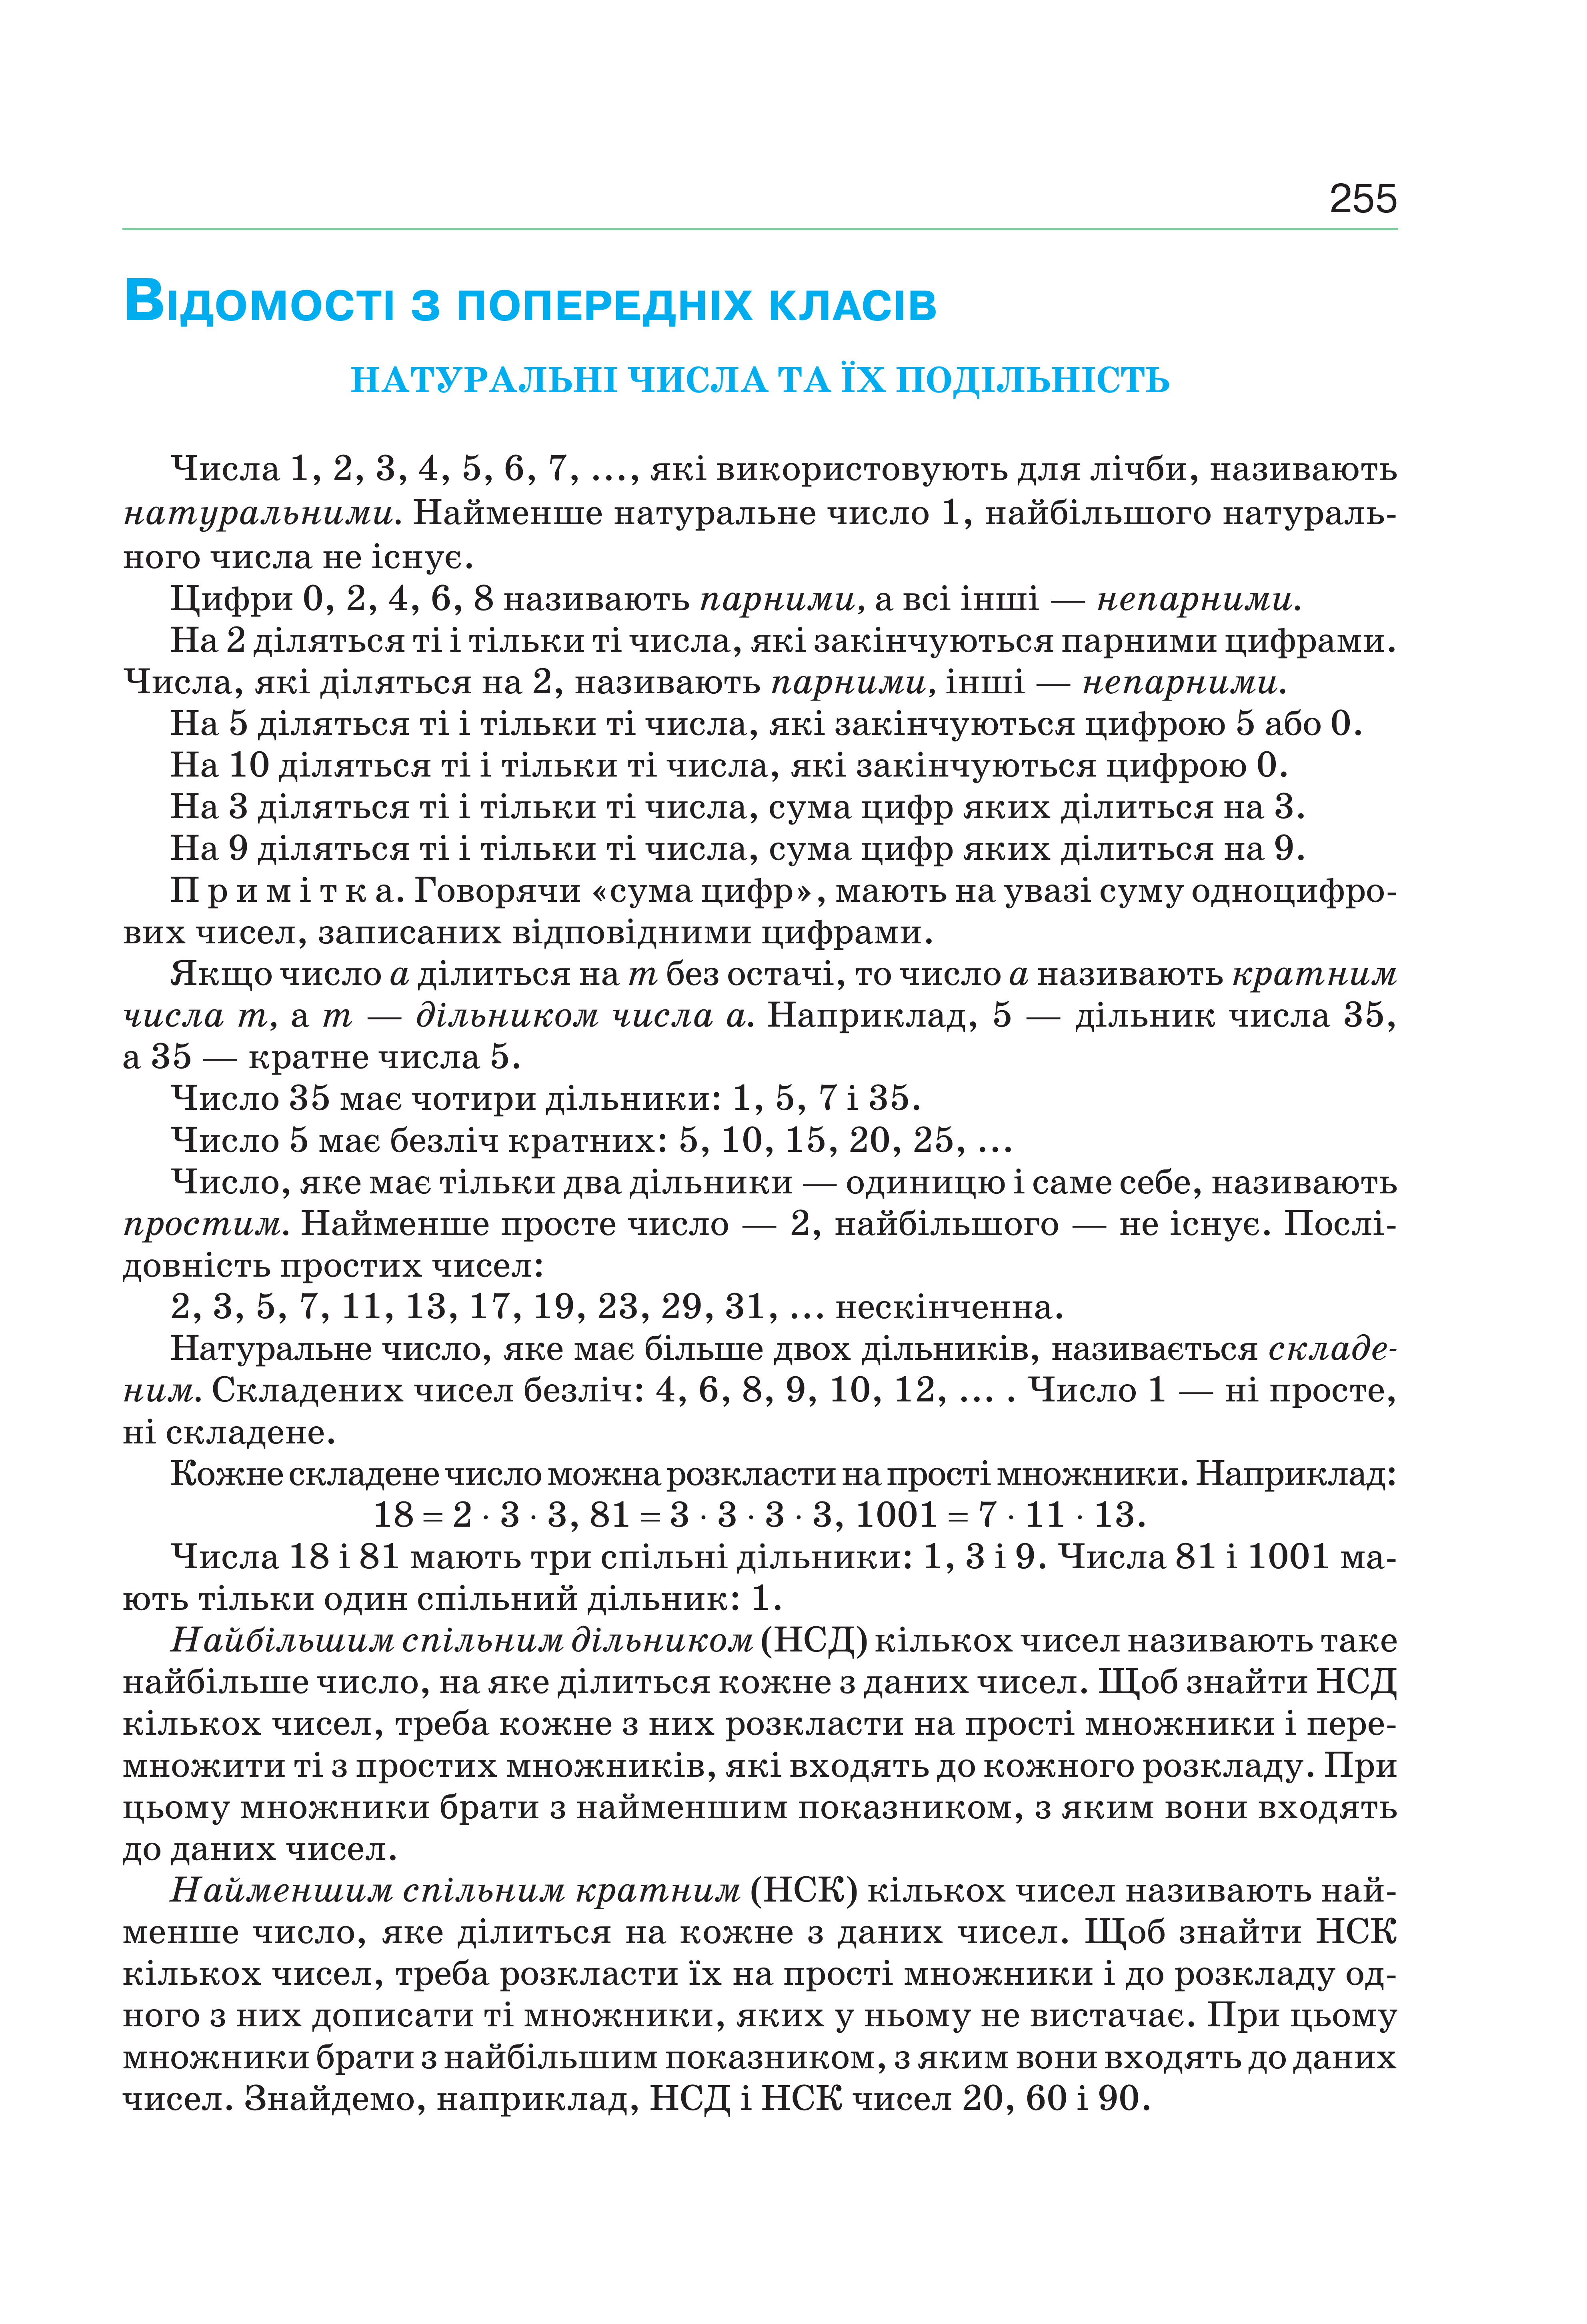 255
Відомості з попередніх класів
НАТУРАЛЬНІ ЧИСЛА ТА ЇХ ПОДІЛЬНІСТЬ
Числа 1, 2, 3, 4, 5, 6, 7, ..., які використовують для лічби, називають
натуральними. Найменше натуральне число 1, найбільшого натураль-
ного числа не існує.
Цифри 0, 2, 4, 6, 8 називають парними, а всі інші — непарними.
На 2 діляться ті і тільки ті числа, які закінчуються парними цифрами.
Числа, які діляться на 2, називають парними, інші — непарними.
На 5 діляться ті і тільки ті числа, які закінчуються цифрою 5 або 0.
На 10 діляться ті і тільки ті числа, які закінчуються цифрою 0.
На 3 діляться ті і тільки ті числа, сума цифр яких ділиться на 3.
На 9 діляться ті і тільки ті числа, сума цифр яких ділиться на 9.
П р и м і т к а. Говорячи «сума цифр», мають на увазі суму одноцифро-
вих чисел, записаних відповідними цифрами.
Якщо число a ділиться на m без остачі, то число a називають кратним
числа m, а m — дільником числа a. Наприклад, 5 — дільник числа 35,
а 35 — кратне числа 5.
Число 35 має чотири дільники: 1, 5, 7 і 35.
Число 5 має безліч кратних: 5, 10, 15, 20, 25, ...
Число, яке має тільки два дільники — одиницю і саме себе, називають
простим. Найменше просте число — 2, найбільшого — не існує. Послі-
довність простих чисел:
2, 3, 5, 7, 11, 13, 17, 19, 23, 29, 31, ... нескінченна.
Натуральне число, яке має більше двох дільників, називається складе-
ним. Складених чисел безліч: 4, 6, 8, 9, 10, 12, ... . Число 1 — ні просте,
ні складене.
Кожне складене число можна розкласти на прості множники. Наприклад:
18 = 2 · 3 · 3, 81 = 3 · 3 · 3 · 3, 1001 = 7 · 11 · 13.
Числа 18 і 81 мають три спільні дільники: 1, 3 і 9. Числа 81 і 1001 ма-
ють тільки один спільний дільник: 1.
Найбільшим спільним дільником (НСД) кількох чисел називають таке
найбільше число, на яке ділиться кожне з даних чисел. Щоб знайти НСД
кількох чисел, треба кожне з них розкласти на прості множники і пере-
множити ті з простих множників, які входять до кожного розкладу. При
цьому множники брати з найменшим показником, з яким вони входять
до даних чисел.
Найменшим спільним кратним (НСК) кількох чисел називають най-
менше число, яке ділиться на кожне з даних чисел. Щоб знайти НСК
кількох чисел, треба розкласти їх на прості множники і до розкладу од-
ного з них дописати ті множники, яких у ньому не вистачає. При цьому
множники брати з найбільшим показником, з яким вони входять до даних
чисел. Знайдемо, наприклад, НСД і НСК чисел 20, 60 і 90.